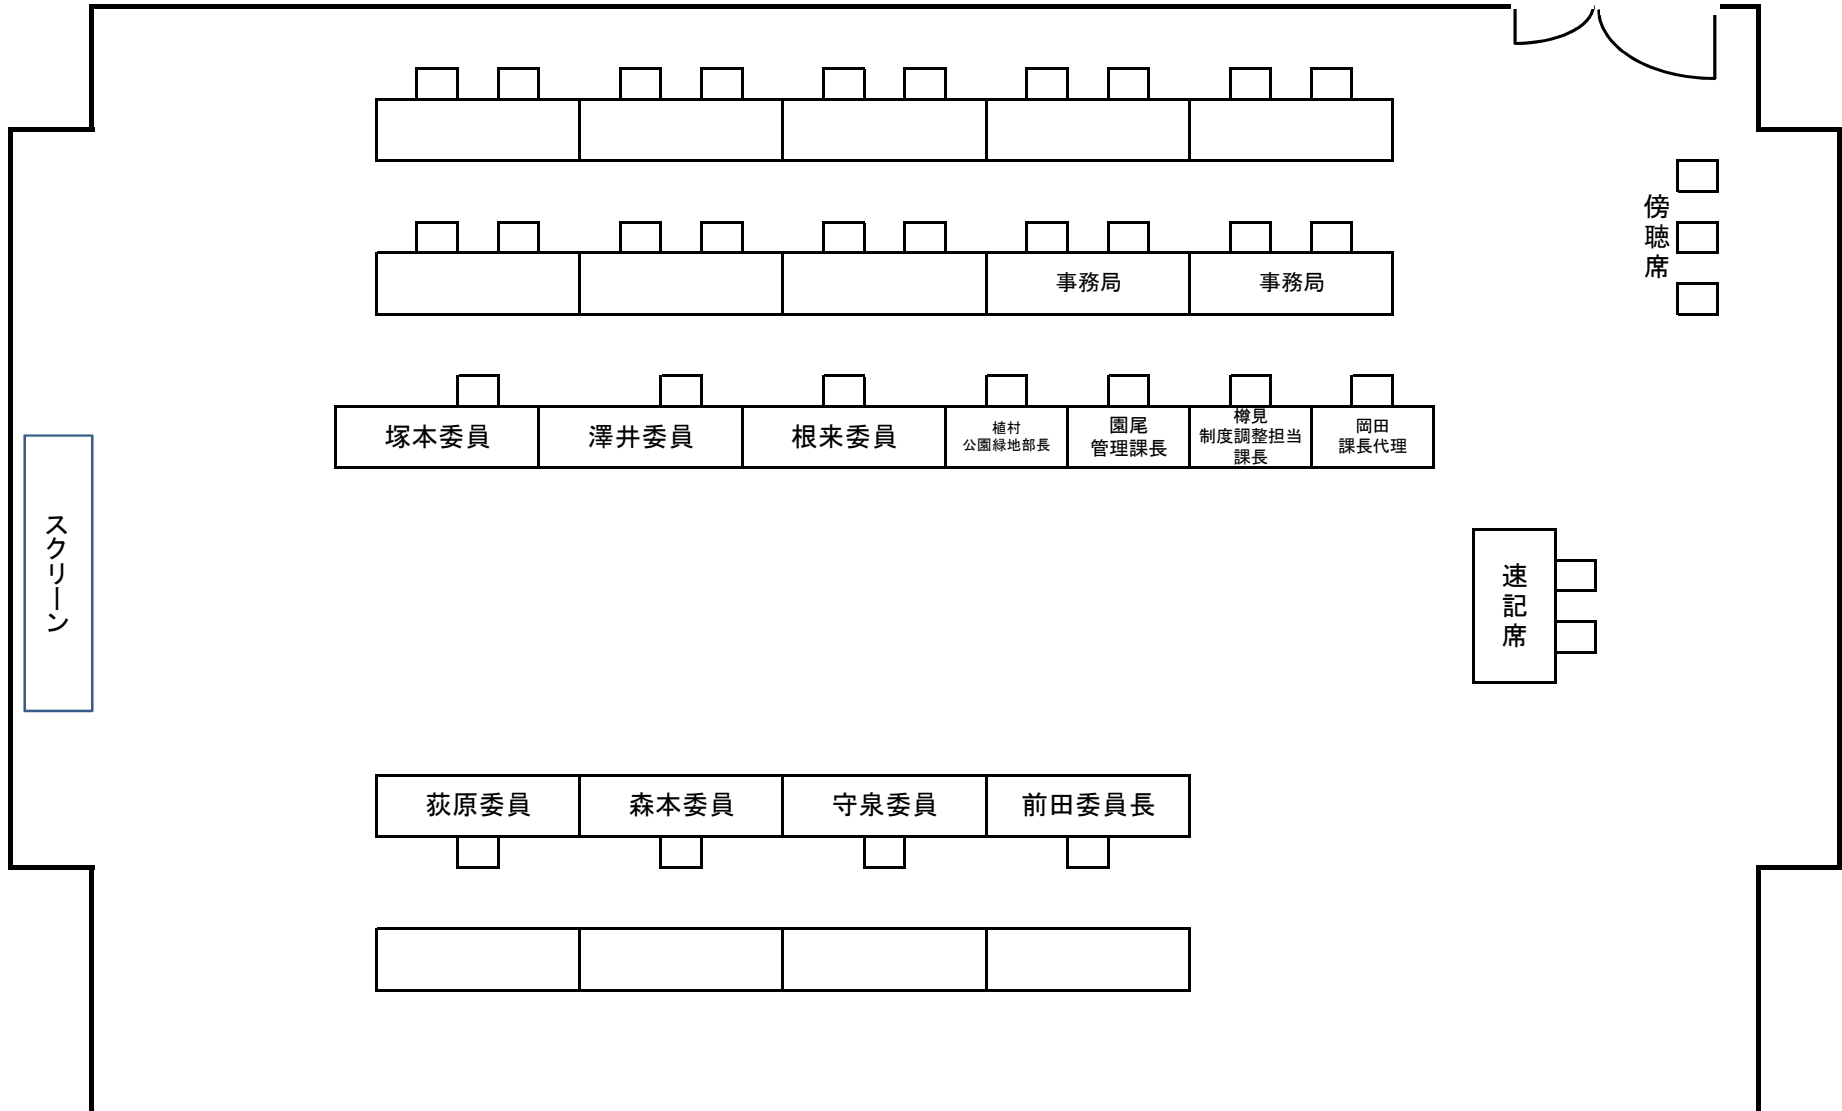 事務局
事務局
傍聴席
塚本委員
澤井委員
根来委員
植村
公園緑地部長
園尾
管理課長
樽見
制度調整担当
課長
岡田
課長代理
スクリーン
速記席
荻原委員
森本委員
守泉委員
前田委員長